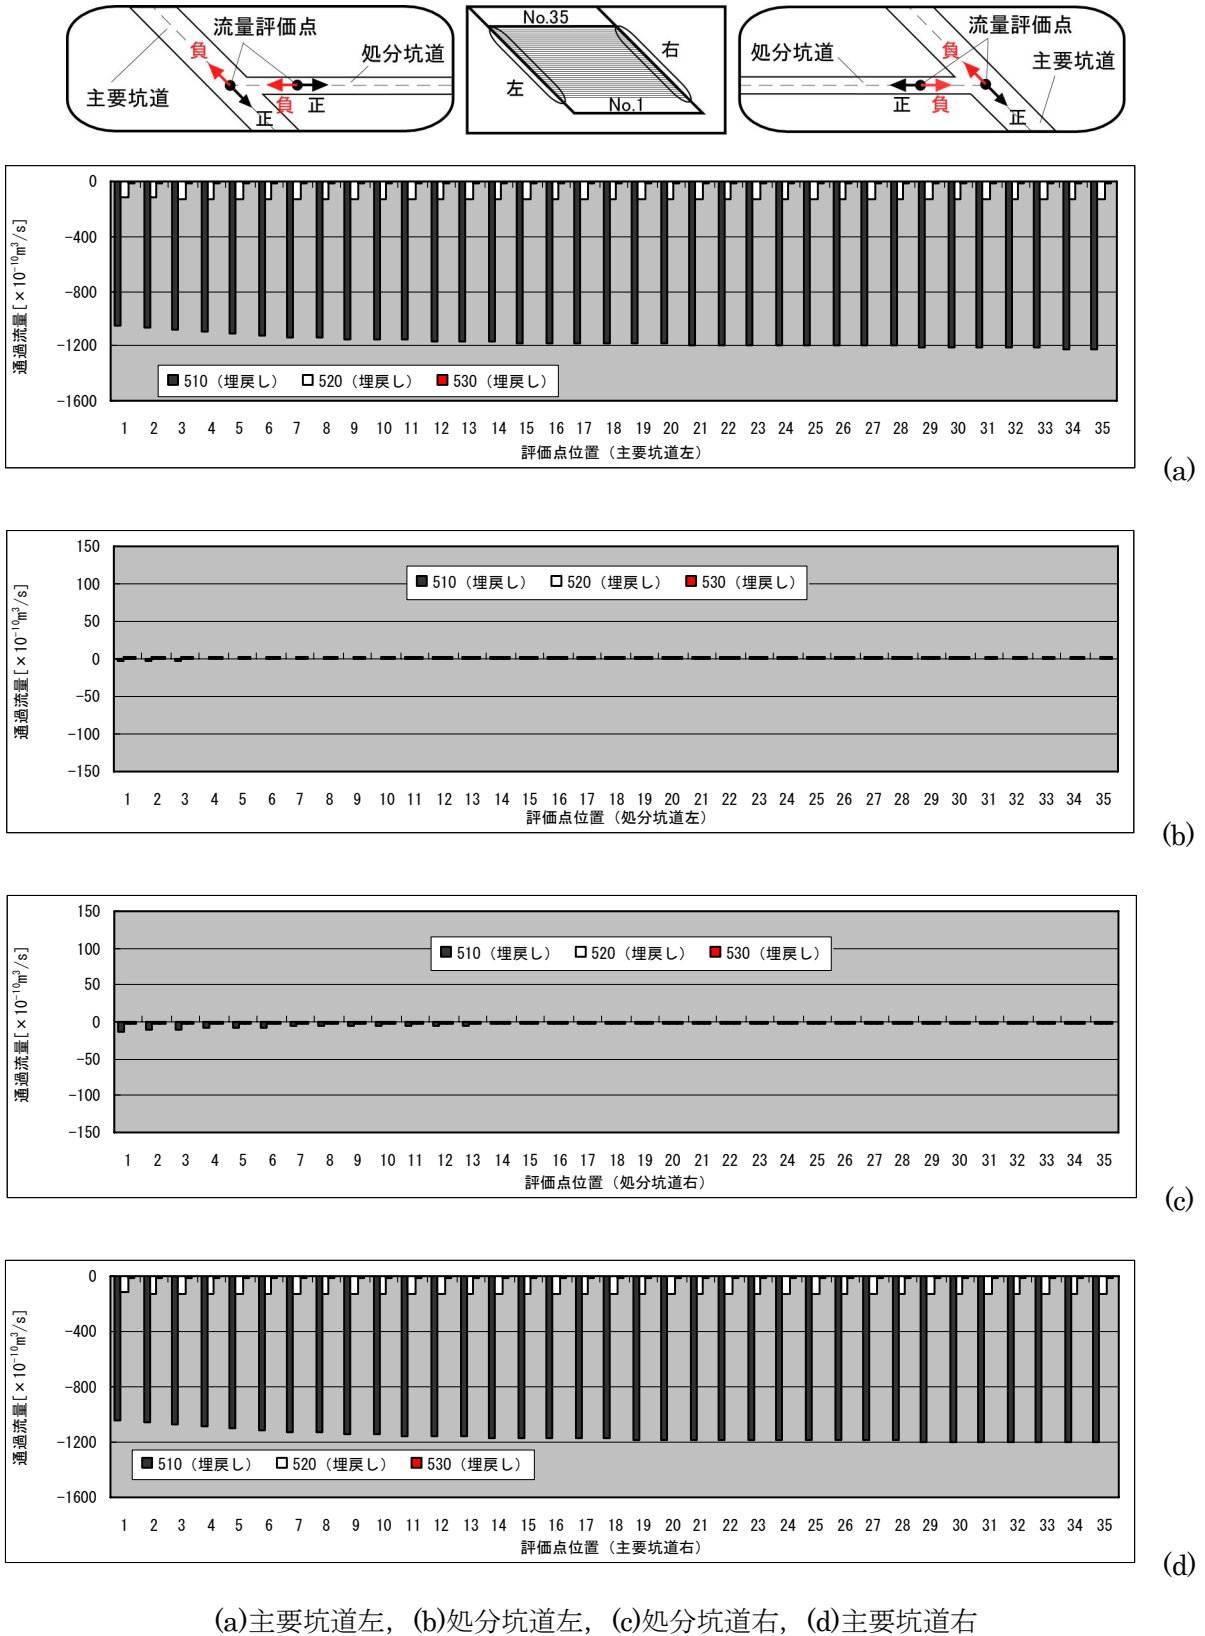 流量評価点
負
処分坑道
主要坑道
負 正
正
No.35
右
左
No.1
流量評価点
処分坑道
負
主要坑道
正 負
正
通過流量[×10⁻¹⁰m³/s]
0
−400
−800
−1200
−1600
510（埋戻し） 520（埋戻し） 530（埋戻し）
1 2 3 4 5 6 7 8 9 10 11 12 13 14 15 16 17 18 19 20 21 22 23 24 25 26 27 28 29 30 31 32 33 34 35
評価点位置（主要坑道左）
(a)
通過流量[×10⁻¹⁰m³/s]
150
100
50
0
−50
−100
−150
510（埋戻し） 520（埋戻し） 530（埋戻し）
1 2 3 4 5 6 7 8 9 10 11 12 13 14 15 16 17 18 19 20 21 22 23 24 25 26 27 28 29 30 31 32 33 34 35
評価点位置（処分坑道左）
(b)
通過流量[×10⁻¹⁰m³/s]
150
100
50
0
−50
−100
−150
510（埋戻し） 520（埋戻し） 530（埋戻し）
1 2 3 4 5 6 7 8 9 10 11 12 13 14 15 16 17 18 19 20 21 22 23 24 25 26 27 28 29 30 31 32 33 34 35
評価点位置（処分坑道右）
(c)
通過流量[×10⁻¹⁰m³/s]
0
−400
−800
−1200
−1600
510（埋戻し） 520（埋戻し） 530（埋戻し）
1 2 3 4 5 6 7 8 9 10 11 12 13 14 15 16 17 18 19 20 21 22 23 24 25 26 27 28 29 30 31 32 33 34 35
評価点位置（主要坑道右）
(d)
(a)主要坑道左，(b)処分坑道左，(c)処分坑道右，(d)主要坑道右